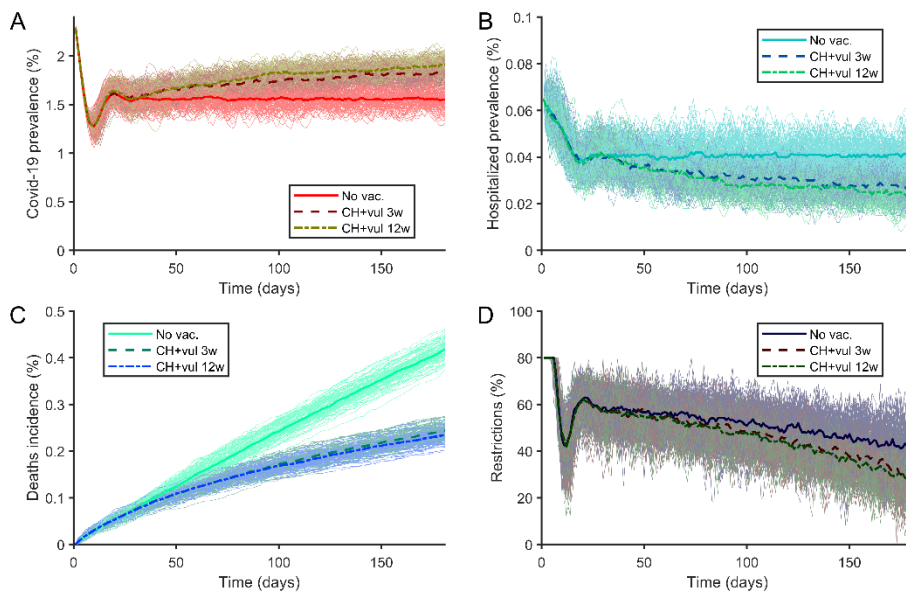 A
Covid-19 prevalence (%)
2
1.5
1
0.5
0
0
50
100
150
Time (days)
No vac.
CH+vul 3w
CH+vul 12w
B
Hospitalized prevalence (%)
0.1
0.08
0.06
0.04
0.02
0
0
50
100
150
Time (days)
No vac.
CH+vul 3w
CH+vul 12w
C
Deaths incidence (%)
0.5
0.4
0.3
0.2
0.1
0
0
50
100
150
Time (days)
No vac.
CH+vul 3w
CH+vul 12w
D
Restrictions (%)
100
80
60
40
20
0
0
50
100
150
Time (days)
No vac.
CH+vul 3w
CH+vul 12w